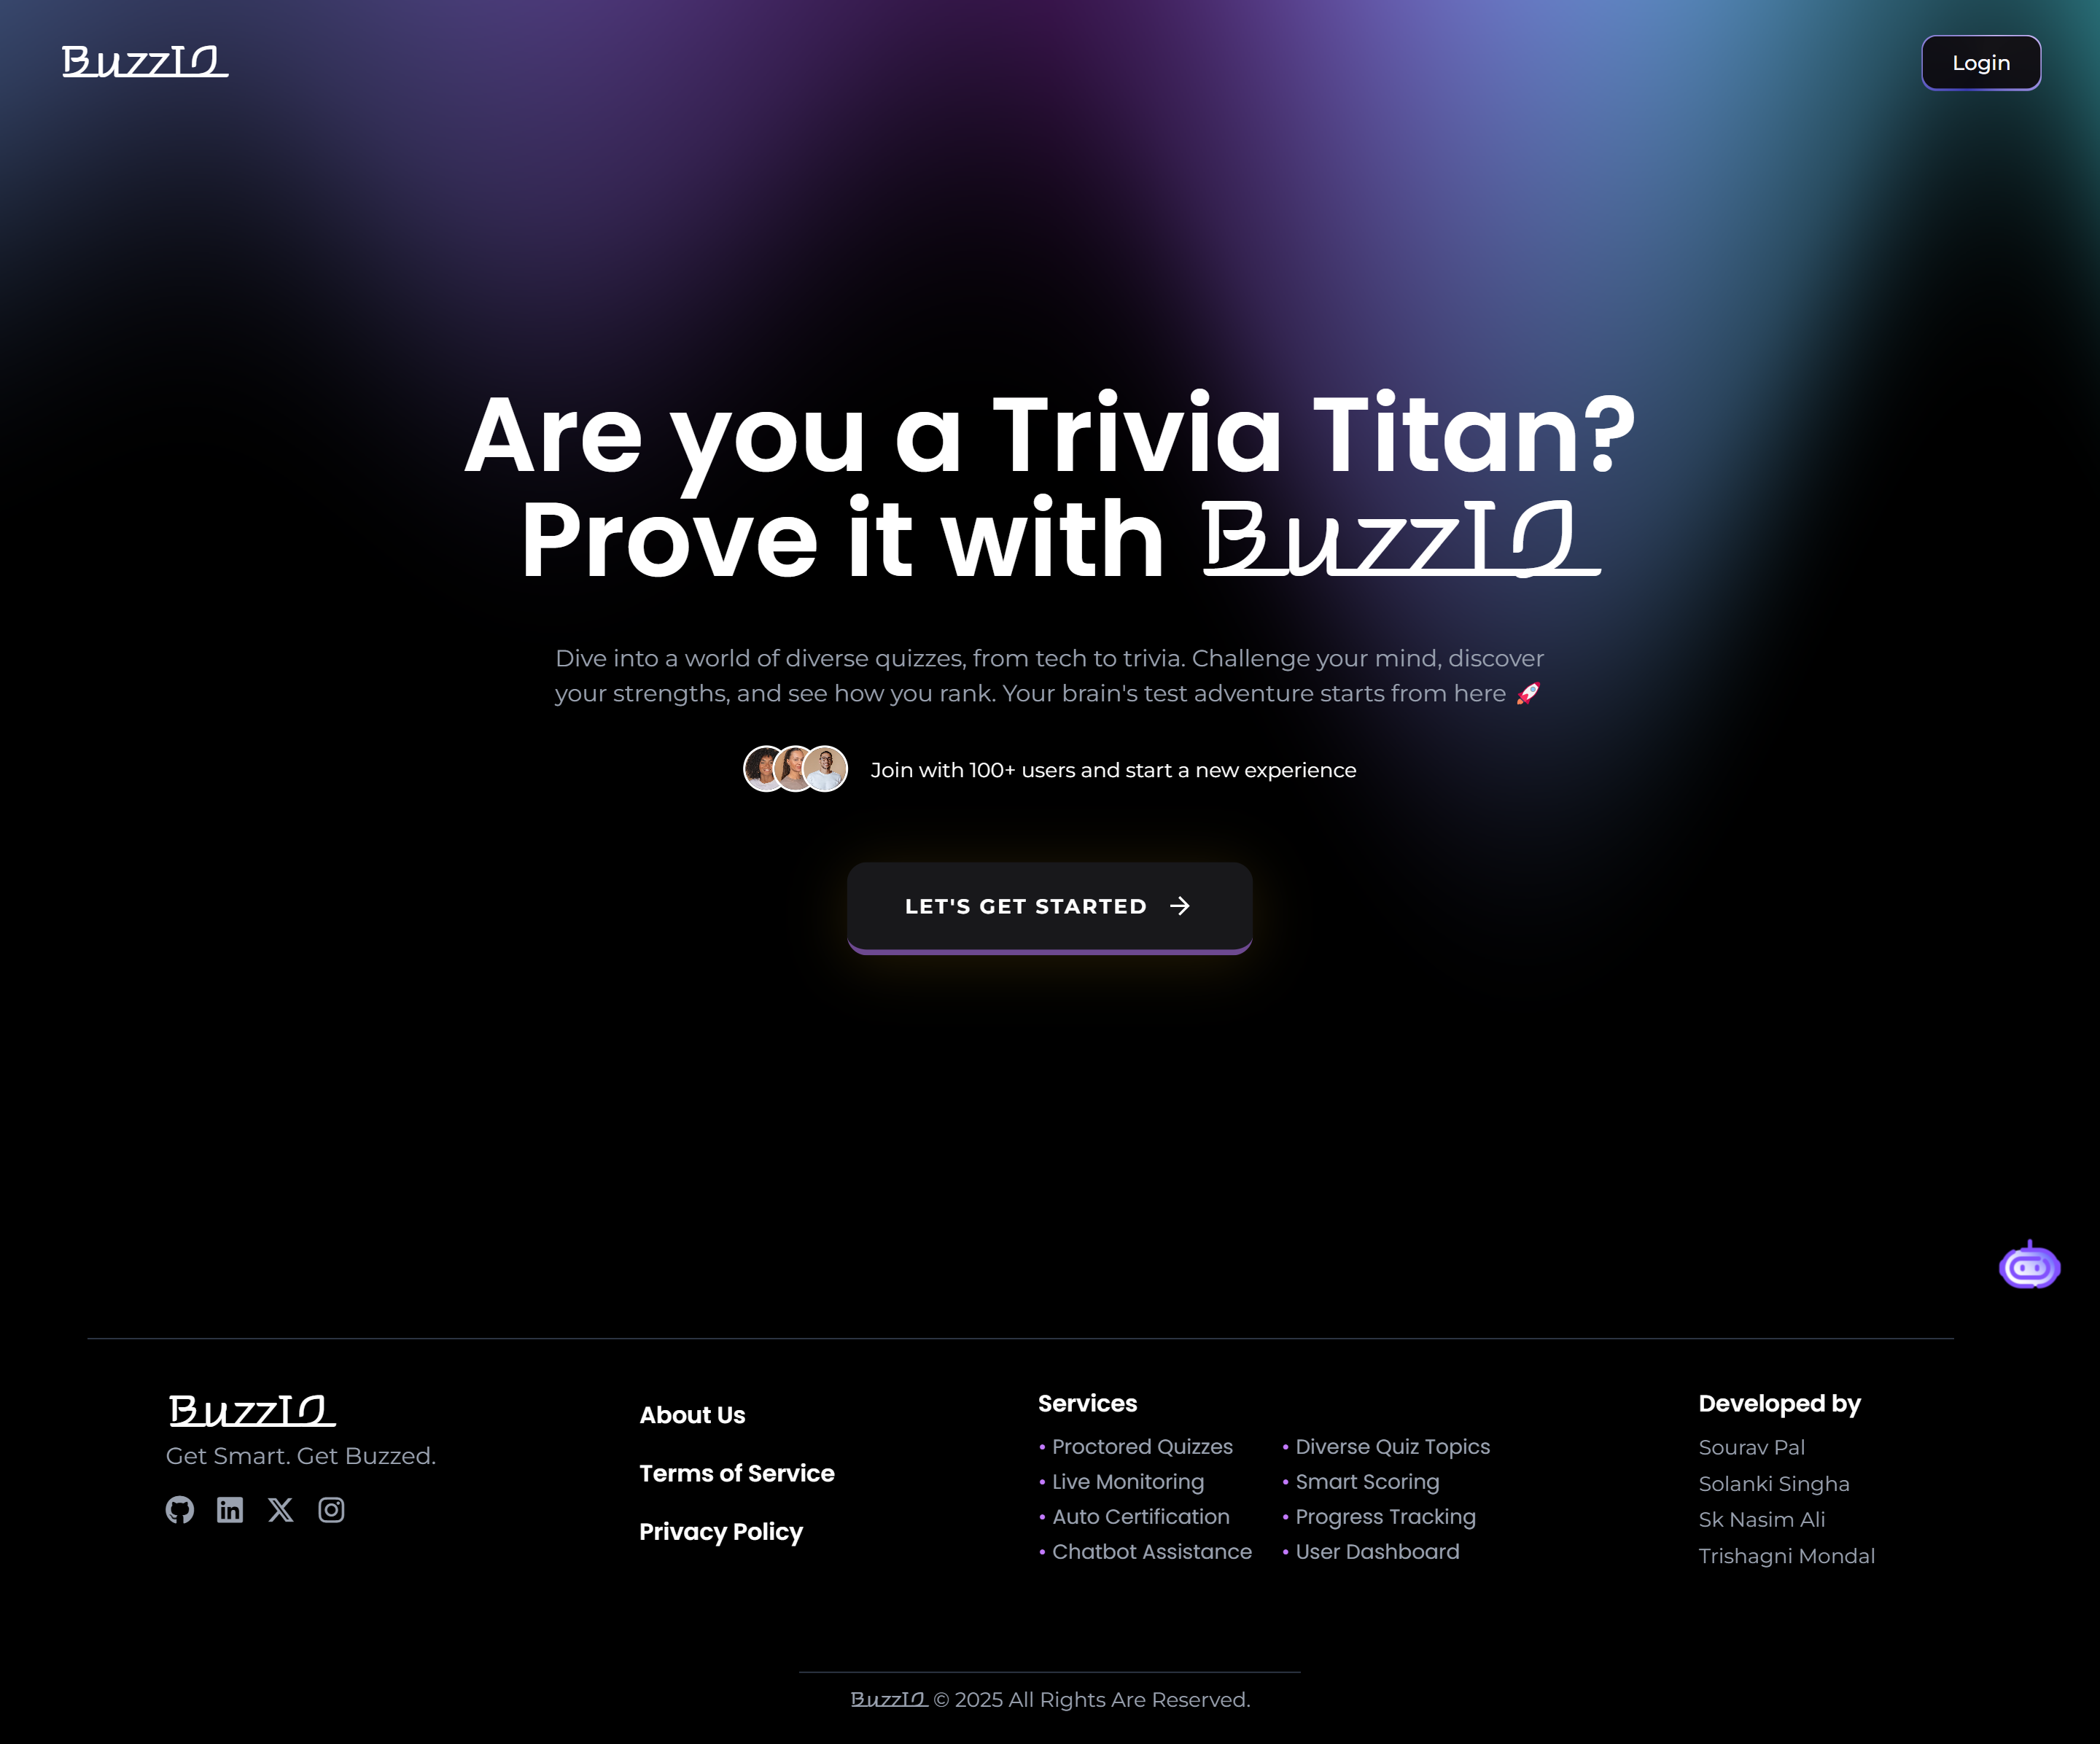 BuzzIQ
Login
Are you a Trivia Titan?
Prove it with BuzzIQ
Dive into a world of diverse quizzes, from tech to trivia. Challenge your mind, discover
your strengths, and see how you rank. Your brain's test adventure starts from here 🚀
Join with 100+ users and start a new experience
LET'S GET STARTED →
BuzzIQ
Get Smart. Get Buzzed.
About Us
Terms of Service
Privacy Policy
Services
• Proctored Quizzes
• Live Monitoring
• Auto Certification
• Chatbot Assistance
• Diverse Quiz Topics
• Smart Scoring
• Progress Tracking
• User Dashboard
Developed by
Sourav Pal
Solanki Singha
Sk Nasim Ali
Trishagni Mondal
BuzzIQ © 2025 All Rights Are Reserved.